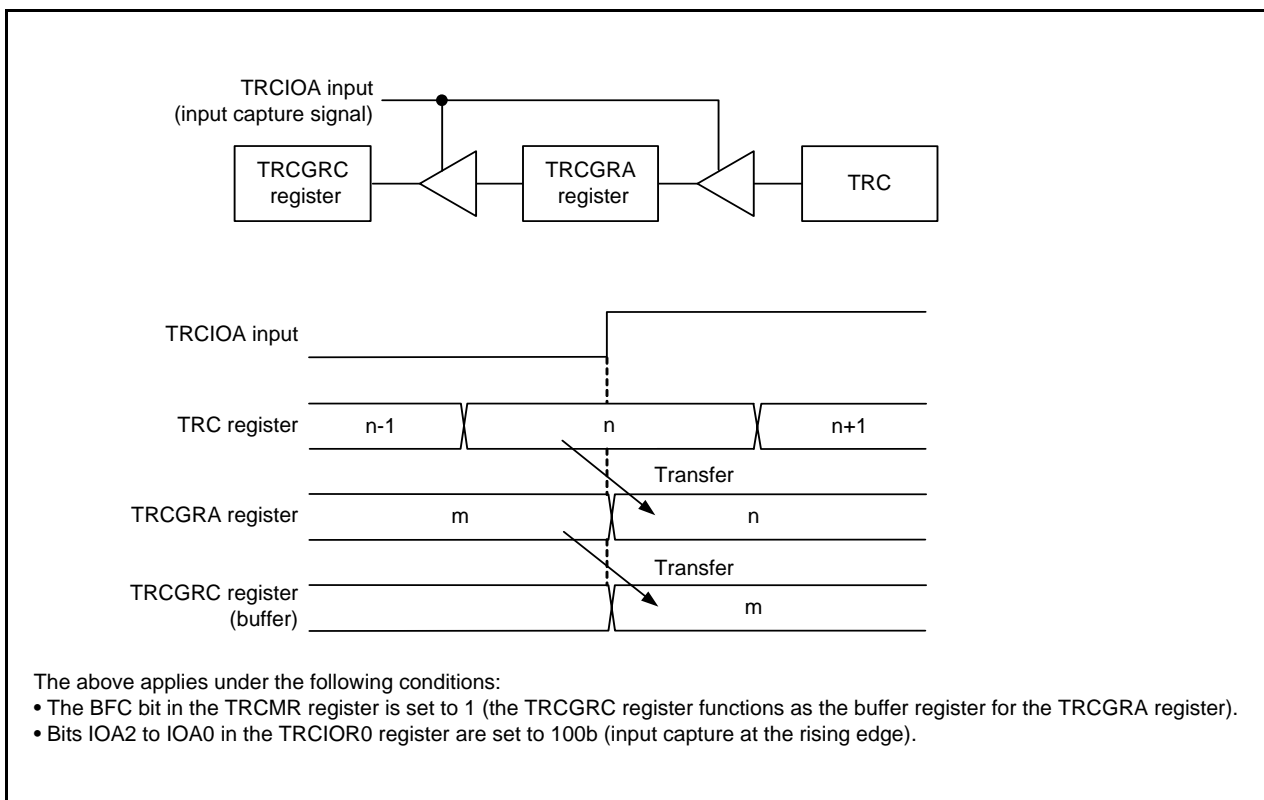 TRCIOA input
(input capture signal)
TRCGRC
register
TRCGRA
register
TRC
TRCIOA input
TRC register
n-1
n
n+1
Transfer
TRCGRA register
m
n
Transfer
TRCGRC register
(buffer)
m
The above applies under the following conditions:
• The BFC bit in the TRCMR register is set to 1 (the TRCGRC register functions as the buffer register for the TRCGRA register).
• Bits IOA2 to IOA0 in the TRCIOR0 register are set to 100b (input capture at the rising edge).